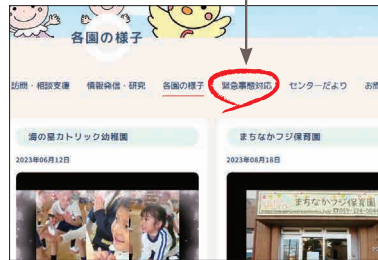 各園の様子
訪問・相談支援 情報発信・研究 各園の様子 緊急事態対応 センターだより お問
海の星カトリック幼稚園 まちなかフジ保育園
2023年06月12日 2023年08月18日
まちなかフジ保育園